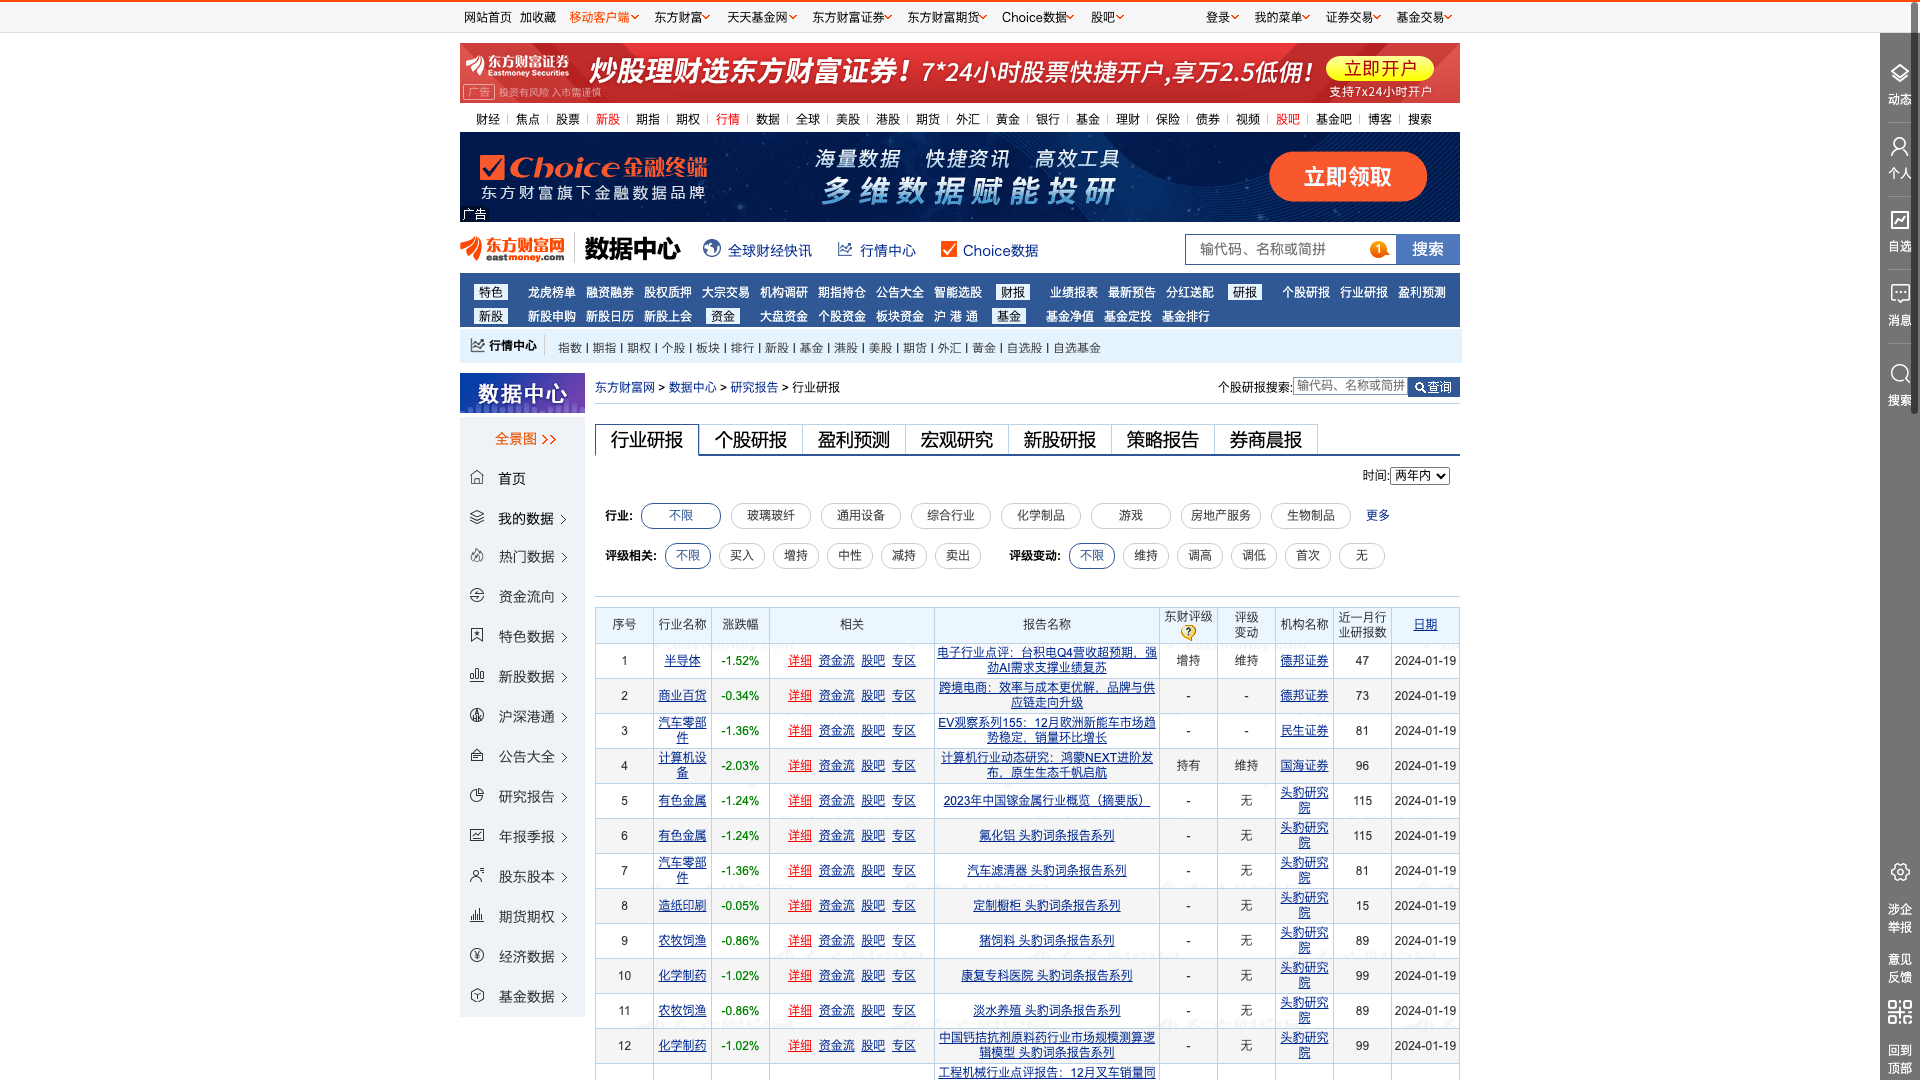 网站首页 加收藏 移动客户端 东方财富 天天基金网 东方财富证券 东方财富期货 Choice数据 股吧 登录 我的菜单 证券交易 基金交易
东方财富证券 Eastmoney Securities 炒股理财选东方财富证券！7*24小时股票快捷开户,享万2.5低佣！ 立即开户
广告 投资有风险 入市需谨慎 支持7x24小时开户
财经 焦点 股票 新股 期指 期权 行情 数据 全球 美股 港股 期货 外汇 黄金 银行 基金 理财 保险 债券 视频 股吧 基金吧 博客 搜索
Choice金融终端 海量数据 快捷资讯 高效工具 立即领取
东方财富旗下金融数据品牌 多维数据赋能投研
广告
东方财富网 eastmoney.com 数据中心 全球财经快讯 行情中心 Choice数据 输代码、名称或简拼 1 搜索
特色 龙虎榜单 融资融券 股权质押 大宗交易 机构调研 期指持仓 公告大全 智能选股 财报 业绩报表 最新预告 分红送配 研报 个股研报 行业研报 盈利预测
新股 新股申购 新股日历 新股上会 资金 大盘资金 个股资金 板块资金 沪 港 通 基金 基金净值 基金定投 基金排行
行情中心 指数 | 期指 | 期权 | 个股 | 板块 | 排行 | 新股 | 基金 | 港股 | 美股 | 期货 | 外汇 | 黄金 | 自选股 | 自选基金
数据中心
全景图 >>
首页
我的数据
热门数据
资金流向
特色数据
新股数据
沪深港通
公告大全
研究报告
年报季报
股东股本
期货期权
经济数据
基金数据
东方财富网 > 数据中心 > 研究报告 > 行业研报 个股研报搜索: 输代码、名称或简拼 查询
行业研报 个股研报 盈利预测 宏观研究 新股研报 策略报告 券商晨报
时间: 两年内
行业: 不限 玻璃玻纤 通用设备 综合行业 化学制品 游戏 房地产服务 生物制品 更多
评级相关: 不限 买入 增持 中性 减持 卖出 评级变动: 不限 维持 调高 调低 首次 无
序号 行业名称 涨跌幅 相关 报告名称 东财评级 评级变动 机构名称 近一月行业研报数 日期
1 半导体 -1.52% 详细 资金流 股吧 专区 电子行业点评：台积电Q4营收超预期，强劲AI需求支撑业绩复苏 增持 维持 德邦证券 47 2024-01-19
2 商业百货 -0.34% 详细 资金流 股吧 专区 跨境电商：效率与成本更优解，品牌与供应链走向升级 - - 德邦证券 73 2024-01-19
3 汽车零部件 -1.36% 详细 资金流 股吧 专区 EV观察系列155：12月欧洲新能车市场趋势稳定，销量环比增长 - - 民生证券 81 2024-01-19
4 计算机设备 -2.03% 详细 资金流 股吧 专区 计算机行业动态研究：鸿蒙NEXT进阶发布，原生生态千帆启航 持有 维持 国海证券 96 2024-01-19
5 有色金属 -1.24% 详细 资金流 股吧 专区 2023年中国镓金属行业概览（摘要版） - 无 头豹研究院 115 2024-01-19
6 有色金属 -1.24% 详细 资金流 股吧 专区 氟化铝 头豹词条报告系列 - 无 头豹研究院 115 2024-01-19
7 汽车零部件 -1.36% 详细 资金流 股吧 专区 汽车滤清器 头豹词条报告系列 - 无 头豹研究院 81 2024-01-19
8 造纸印刷 -0.05% 详细 资金流 股吧 专区 定制橱柜 头豹词条报告系列 - 无 头豹研究院 15 2024-01-19
9 农牧饲渔 -0.86% 详细 资金流 股吧 专区 猪饲料 头豹词条报告系列 - 无 头豹研究院 89 2024-01-19
10 化学制药 -1.02% 详细 资金流 股吧 专区 康复专科医院 头豹词条报告系列 - 无 头豹研究院 99 2024-01-19
11 农牧饲渔 -0.86% 详细 资金流 股吧 专区 淡水养殖 头豹词条报告系列 - 无 头豹研究院 89 2024-01-19
12 化学制药 -1.02% 详细 资金流 股吧 专区 中国钙拮抗剂原料药行业市场规模测算逻辑模型 头豹词条报告系列 - 无 头豹研究院 99 2024-01-19
工程机械行业点评报告：12月叉车销量同
动态
个人
自选
消息
搜索
涉企
举报
意见
反馈
回到
顶部